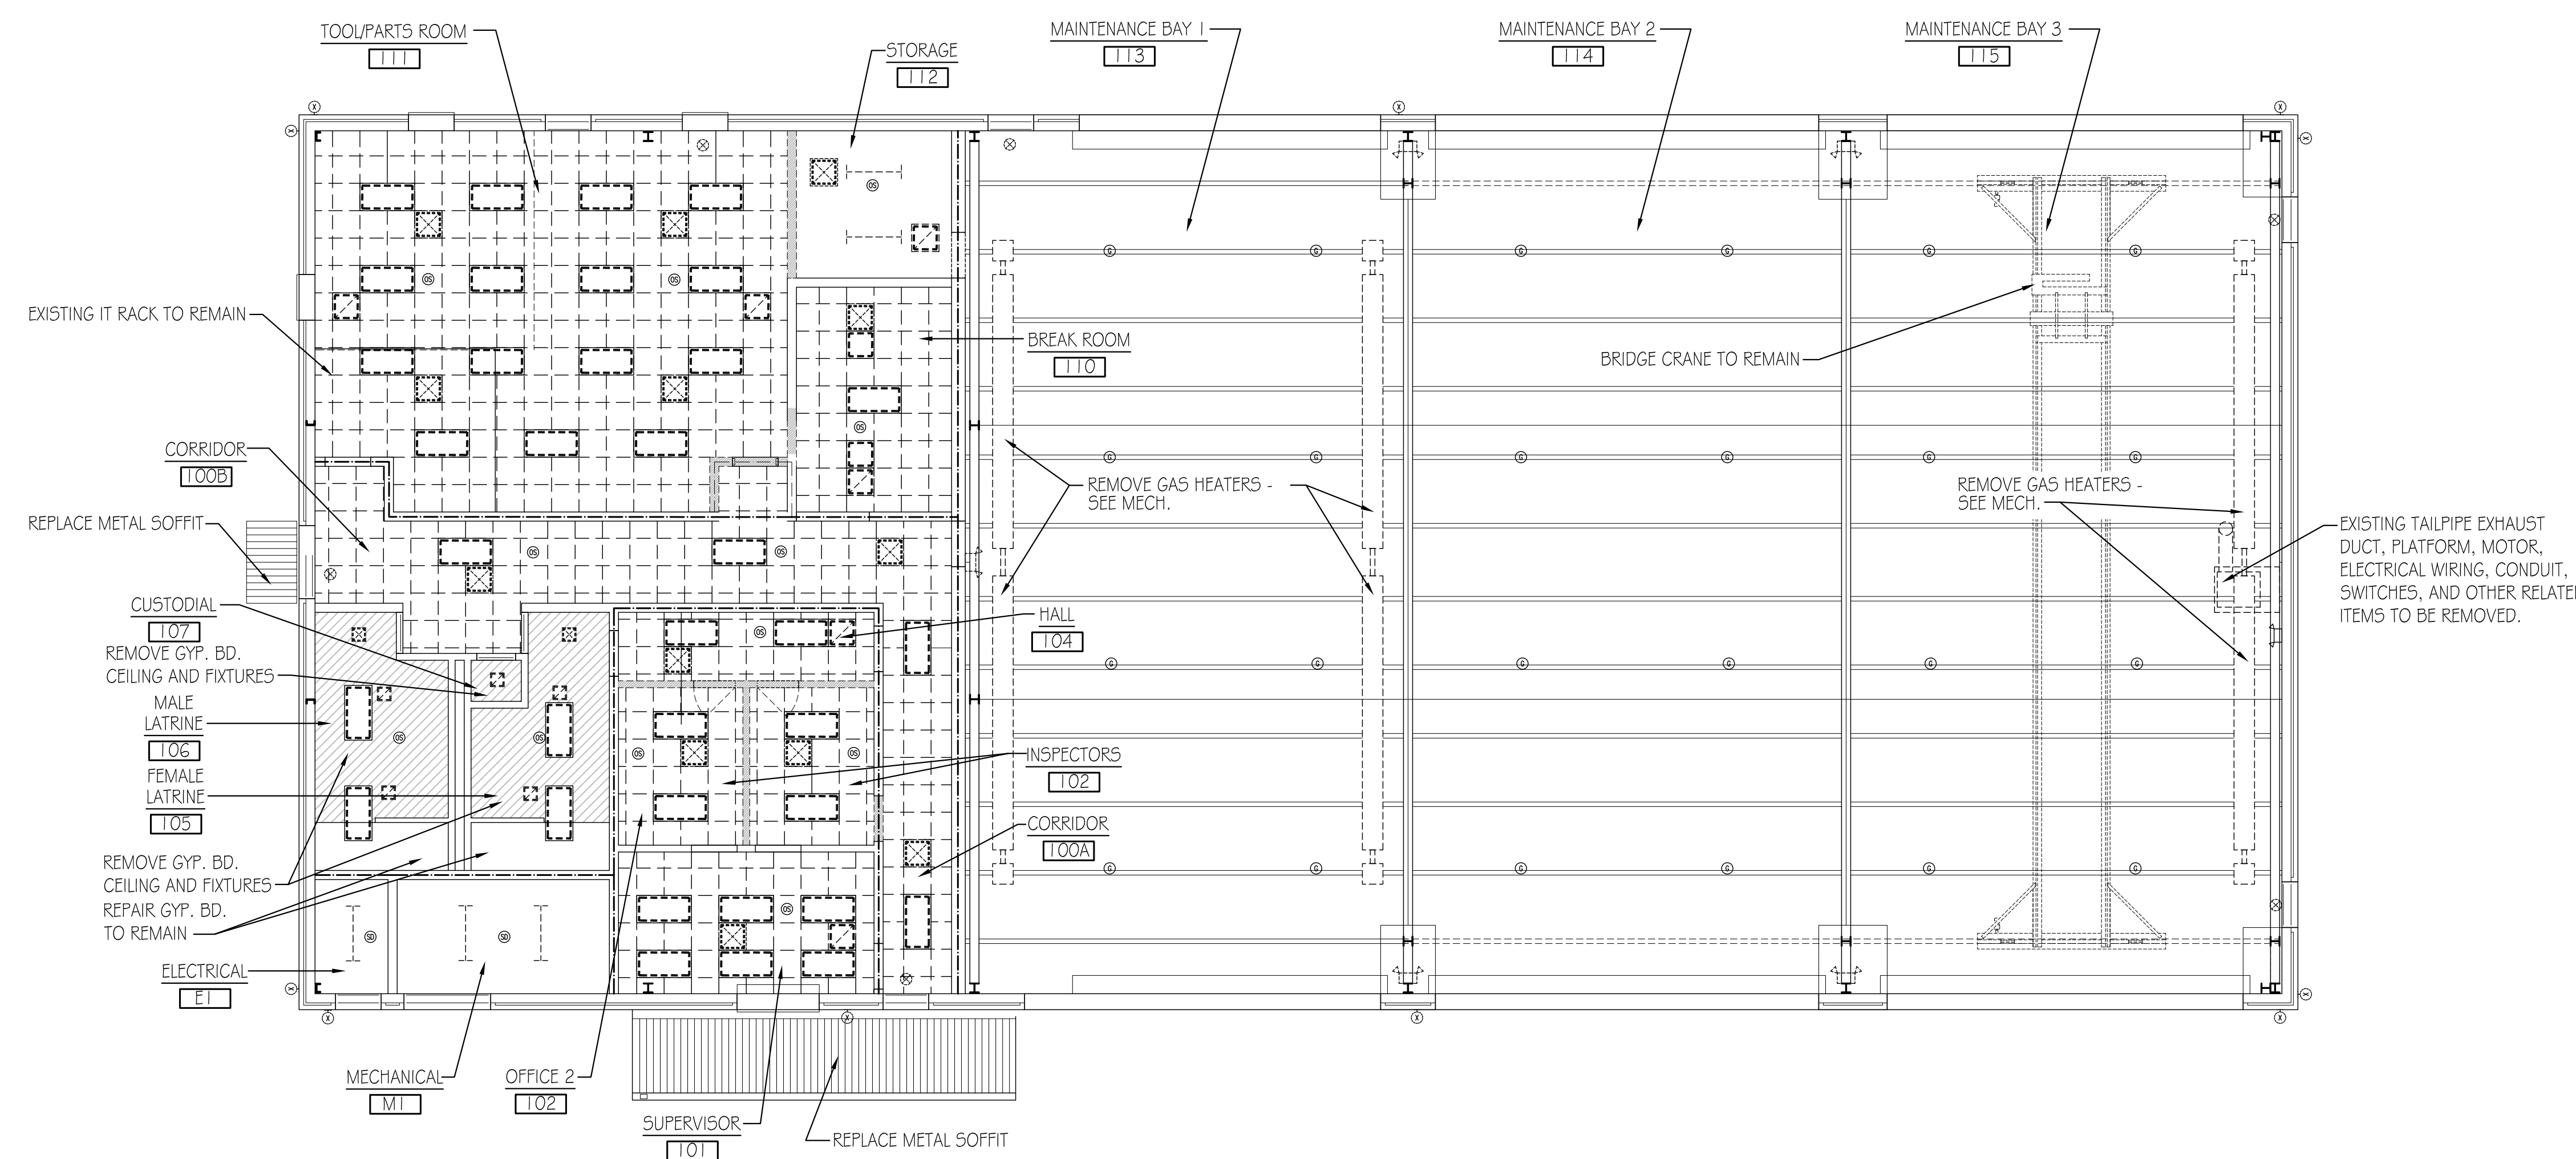 TOOL/PARTS ROOM
111
STORAGE
112
MAINTENANCE BAY 1
113
MAINTENANCE BAY 2
114
MAINTENANCE BAY 3
115
EXISTING IT RACK TO REMAIN
BREAK ROOM
110
BRIDGE CRANE TO REMAIN
CORRIDOR
100B
REPLACE METAL SOFFIT
REMOVE GAS HEATERS -
SEE MECH.
REMOVE GAS HEATERS -
SEE MECH.
EXISTING TAILPIPE EXHAUST
DUCT, PLATFORM, MOTOR,
ELECTRICAL WIRING, CONDUIT,
SWITCHES, AND OTHER RELATE
ITEMS TO BE REMOVED.
CUSTODIAL
107
REMOVE GYP. BD.
CEILING AND FIXTURES
HALL
104
MALE
LATRINE
106
FEMALE
LATRINE
105
INSPECTORS
102
CORRIDOR
100A
REMOVE GYP. BD.
CEILING AND FIXTURES
REPAIR GYP. BD.
TO REMAIN
ELECTRICAL
E1
MECHANICAL
M1
OFFICE 2
102
SUPERVISOR
101
REPLACE METAL SOFFIT